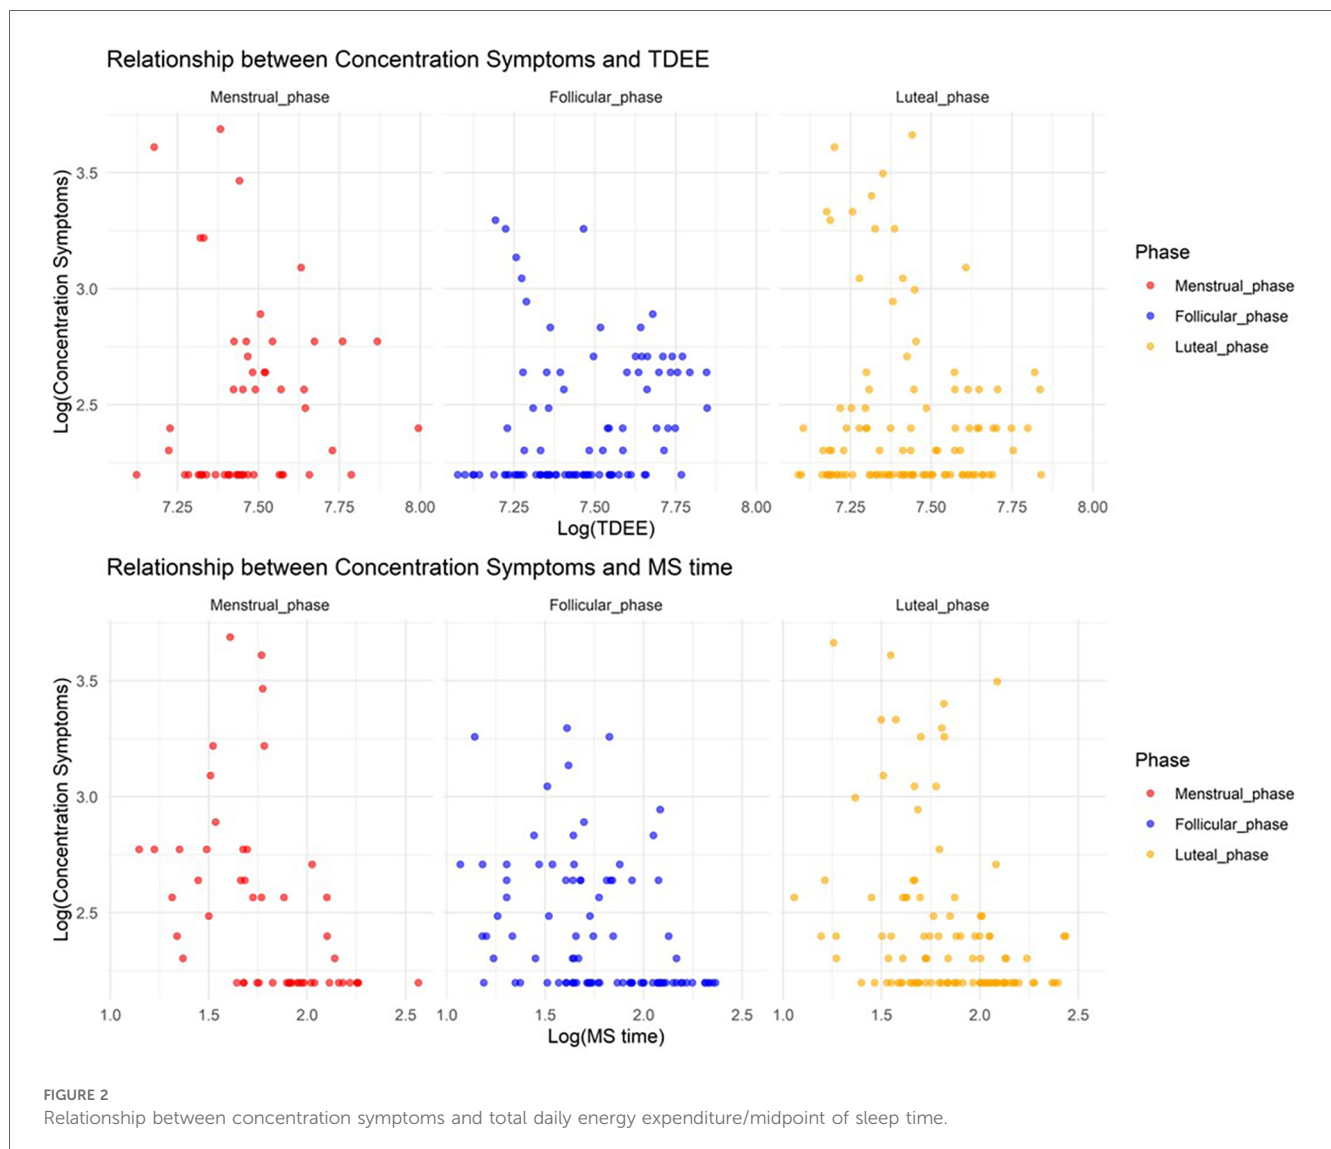 Relationship between Concentration Symptoms and TDEE
Menstrual_phase
Follicular_phase
Luteal_phase
Log(Concentration Symptoms)
3.5
3.0
2.5
7.25 7.50 7.75 8.00
7.25 7.50 7.75 8.00
7.25 7.50 7.75 8.00
Log(TDEE)
Phase
Menstrual_phase
Follicular_phase
Luteal_phase
Relationship between Concentration Symptoms and MS time
Menstrual_phase
Follicular_phase
Luteal_phase
Log(Concentration Symptoms)
3.5
3.0
2.5
1.0 1.5 2.0 2.5
1.0 1.5 2.0 2.5
1.0 1.5 2.0 2.5
Log(MS time)
Phase
Menstrual_phase
Follicular_phase
Luteal_phase
FIGURE 2
Relationship between concentration symptoms and total daily energy expenditure/midpoint of sleep time.